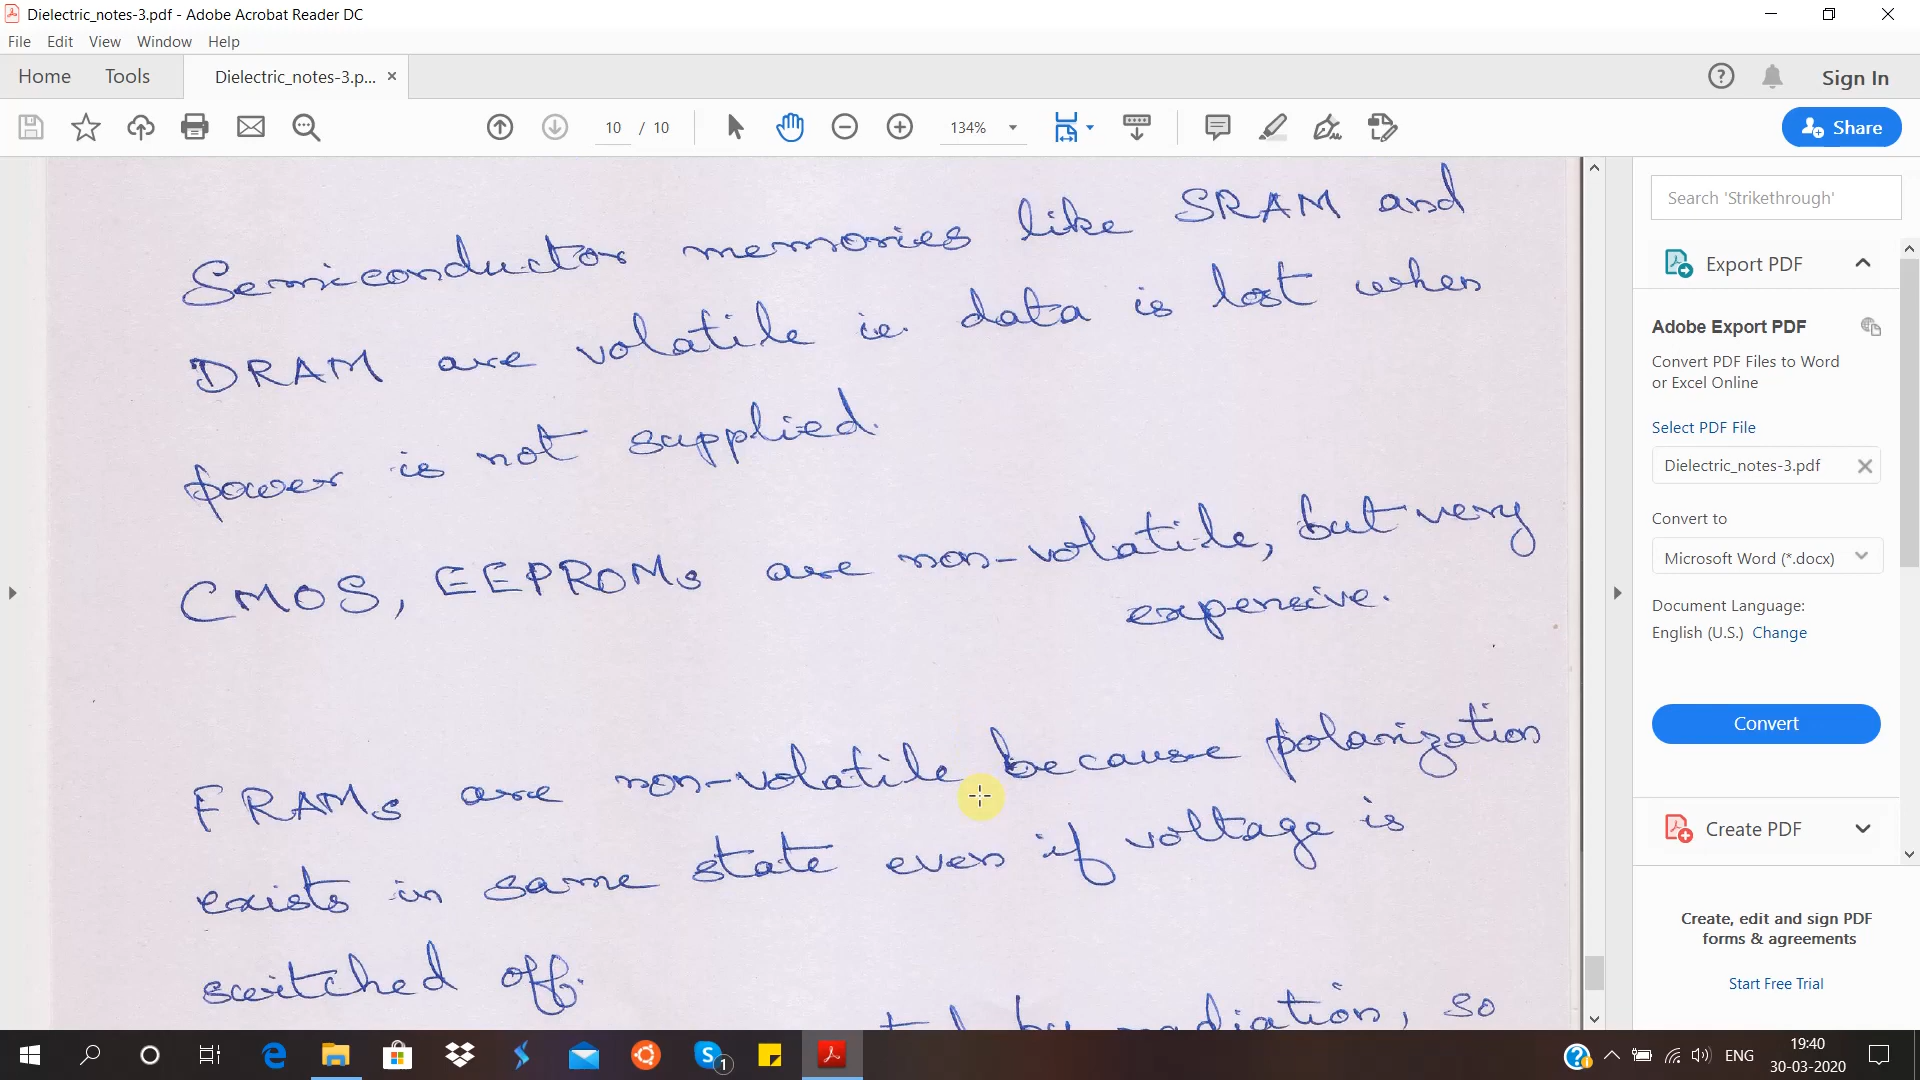 Dielectric_notes-3.pdf - Adobe Acrobat Reader DC
File Edit View Window Help
Home Tools Dielectric_notes-3.p... ×
? Sign In
10 / 10 134% Share
Semiconductor memories like SRAM and
DRAM are volatile ie. data is lost when
power is not supplied.
CMOS, EEPROMs are non-volatile, but very
expensive.
FRAMs are non-volatile because polarization
exists in same state even if voltage is
switched off.
by radiation, so
Search 'Strikethrough'
Export PDF
Adobe Export PDF
Convert PDF Files to Word
or Excel Online
Select PDF File
Dielectric_notes-3.pdf
Convert to
Microsoft Word (*.docx)
Document Language:
English (U.S.) Change
Convert
Create PDF
Create, edit and sign PDF
forms & agreements
Start Free Trial
1
ENG
19:40
30-03-2020